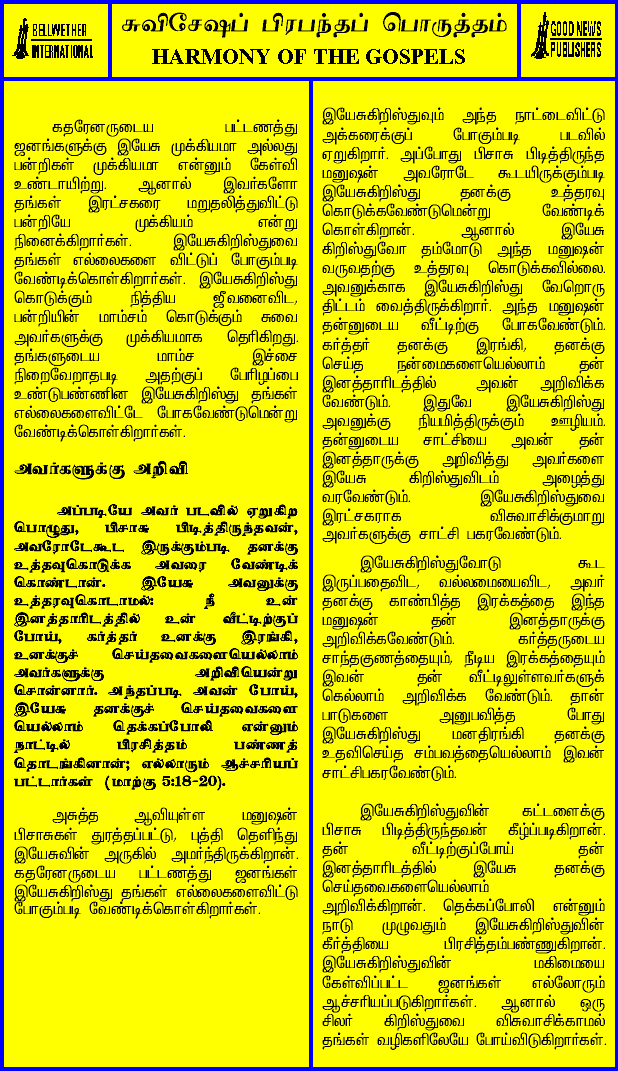 BELLWETHER
INTERNATIONAL
சுவிசேஷப் பிரபந்தப் பொருத்தம்
HARMONY OF THE GOSPELS
GOOD NEWS
PUBLISHERS
கதரேனருடைய பட்டணத்து
ஜனங்களுக்கு இயேசு முக்கியமா அல்லது
பன்றிகள் முக்கியமா என்னும் கேள்வி
உண்டாயிற்று. ஆனால் இவர்களோ
தங்கள் இரட்சகரை மறுதலித்துவிட்டு
பன்றியே முக்கியம் என்று
நினைக்கிறார்கள். இயேசுகிறிஸ்துவை
தங்கள் எல்லைகளை விட்டுப் போகும்படி
வேண்டிக்கொள்கிறார்கள். இயேசுகிறிஸ்து
கொடுக்கும் நித்திய ஜீவனைவிட,
பன்றியின் மாம்சம் கொடுக்கும் சுவை
அவர்களுக்கு முக்கியமாக தெரிகிறது.
தங்களுடைய மாம்ச இச்சை
நிறைவேறாதபடி அதற்குப் பேரிழப்பை
உண்டுபண்ணின இயேசுகிறிஸ்து தங்கள்
எல்லைகளைவிட்டே போகவேண்டுமென்று
வேண்டிக்கொள்கிறார்கள்.
அவர்களுக்கு அறிவி
அப்படியே அவர் படவில் ஏறுகிற
பொழுது, பிசாசு பிடித்திருந்தவன்,
அவரோடேகூட இருக்கும்படி தனக்கு
உத்தரவுகொடுக்க அவரை வேண்டிக்
கொண்டான். இயேசு அவனுக்கு
உத்தரவுகொடாமல்: நீ உன்
இனத்தாரிடத்தில் உன் வீட்டிற்குப்
போய், கர்த்தர் உனக்கு இரங்கி,
உனக்குச் செய்தவைகளையெல்லாம்
அவர்களுக்கு அறிவியென்று
சொன்னார். அந்தப்படி அவன் போய்,
இயேசு தனக்குச் செய்தவைகளை
யெல்லாம் தெக்கப்போலி என்னும்
நாட்டில் பிரசித்தம் பண்ணத்
தொடங்கினான்; எல்லாரும் ஆச்சரியப்
பட்டார்கள் (மாற்கு 5:18-20).
அசுத்த ஆவியுள்ள மனுஷன்
பிசாசுகள் துரத்தப்பட்டு, புத்தி தெளிந்து
இயேசுவின் அருகில் அமர்ந்திருக்கிறான்.
கதரேனருடைய பட்டணத்து ஜனங்கள்
இயேசுகிறிஸ்து தங்கள் எல்லைகளைவிட்டு
போகும்படி வேண்டிக்கொள்கிறார்கள்.
இயேசுகிறிஸ்துவும் அந்த நாட்டைவிட்டு
அக்கரைக்குப் போகும்படி படவில்
ஏறுகிறார். அப்போது பிசாசு பிடித்திருந்த
மனுஷன் அவரோடே கூடயிருக்கும்படி
இயேசுகிறிஸ்து தனக்கு உத்தரவு
கொடுக்கவேண்டுமென்று வேண்டிக்
கொள்கிறான். ஆனால் இயேசு
கிறிஸ்துவோ தம்மோடு அந்த மனுஷன்
வருவதற்கு உத்தரவு கொடுக்கவில்லை.
அவனுக்காக இயேசுகிறிஸ்து வேறொரு
திட்டம் வைத்திருக்கிறார். அந்த மனுஷன்
தன்னுடைய வீட்டிற்கு போகவேண்டும்.
கர்த்தர் தனக்கு இரங்கி, தனக்கு
செய்த நன்மைகளையெல்லாம் தன்
இனத்தாரிடத்தில் அவன் அறிவிக்க
வேண்டும். இதுவே இயேசுகிறிஸ்து
அவனுக்கு நியமித்திருக்கும் ஊழியம்.
தன்னுடைய சாட்சியை அவன் தன்
இனத்தாருக்கு அறிவித்து அவர்களை
இயேசு கிறிஸ்துவிடம் அழைத்து
வரவேண்டும். இயேசுகிறிஸ்துவை
இரட்சகராக விசுவாசிக்குமாறு
அவர்களுக்கு சாட்சி பகரவேண்டும்.
இயேசுகிறிஸ்துவோடு கூட
இருப்பதைவிட, வல்லமையைவிட, அவர்
தனக்கு காண்பித்த இரக்கத்தை இந்த
மனுஷன் தன் இனத்தாருக்கு
அறிவிக்கவேண்டும். கர்த்தருடைய
சாந்தகுணத்தையும், நீடிய இரக்கத்தையும்
இவன் தன் வீட்டிலுள்ளவர்களுக்
கெல்லாம் அறிவிக்க வேண்டும். தான்
பாடுகளை அனுபவித்த போது
இயேசுகிறிஸ்து மனதிரங்கி தனக்கு
உதவிசெய்த சம்பவத்தையெல்லாம் இவன்
சாட்சிபகரவேண்டும்.
இயேசுகிறிஸ்துவின் கட்டளைக்கு
பிசாசு பிடித்திருந்தவன் கீழ்ப்படிகிறான்.
தன் வீட்டிற்குப்போய் தன்
இனத்தாரிடத்தில் இயேசு தனக்கு
செய்தவைகளையெல்லாம்
அறிவிக்கிறான். தெக்கப்போலி என்னும்
நாடு முழுவதும் இயேசுகிறிஸ்துவின்
கீர்த்தியை பிரசித்தம்பண்ணுகிறான்.
இயேசுகிறிஸ்துவின் மகிமையை
கேள்விப்பட்ட ஜனங்கள் எல்லோரும்
ஆச்சரியப்படுகிறார்கள். ஆனால் ஒரு
சிலர் கிறிஸ்துவை விசுவாசிக்காமல்
தங்கள் வழிகளிலேயே போய்விடுகிறார்கள்.